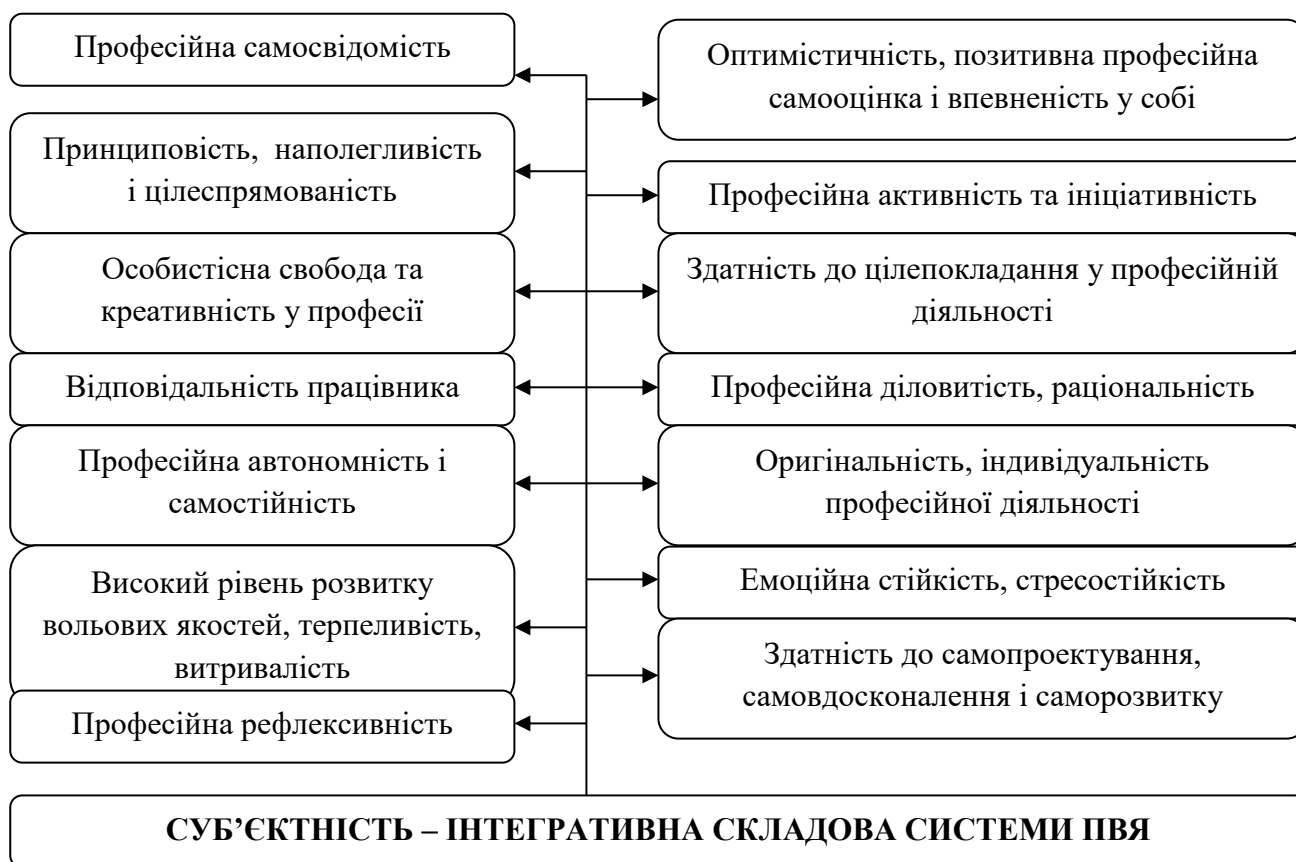 Професійна самосвідомість
Принциповість, наполегливість
і цілеспрямованість
Особистісна свобода та
креативність у професії
Відповідальність працівника
Професійна автономність і
самостійність
Високий рівень розвитку
вольових якостей, терпеливість,
витривалість
Професійна рефлексивність
Оптимістичність, позитивна професійна
самооцінка і впевненість у собі
Професійна активність та ініціативність
Здатність до цілепокладання у професійній
діяльності
Професійна діловитість, раціональність
Оригінальність, індивідуальність
професійної діяльності
Емоційна стійкість, стресостійкість
Здатність до самопроектування,
самовдосконалення і саморозвитку
СУБ’ЄКТНІСТЬ – ІНТЕГРАТИВНА СКЛАДОВА СИСТЕМИ ПВЯ